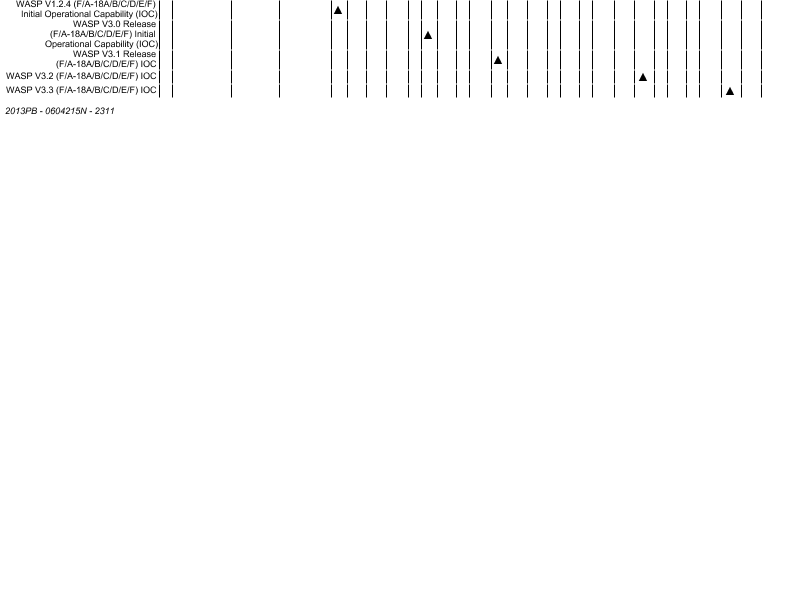 WASP V1.2.4 (F/A-18A/B/C/D/E/F)
Initial Operational Capability (IOC)
WASP V3.0 Release
(F/A-18A/B/C/D/E/F) Initial
Operational Capability (IOC)
WASP V3.1 Release
(F/A-18A/B/C/D/E/F) IOC
WASP V3.2 (F/A-18A/B/C/D/E/F) IOC
WASP V3.3 (F/A-18A/B/C/D/E/F) IOC
2013PB - 0604215N - 2311